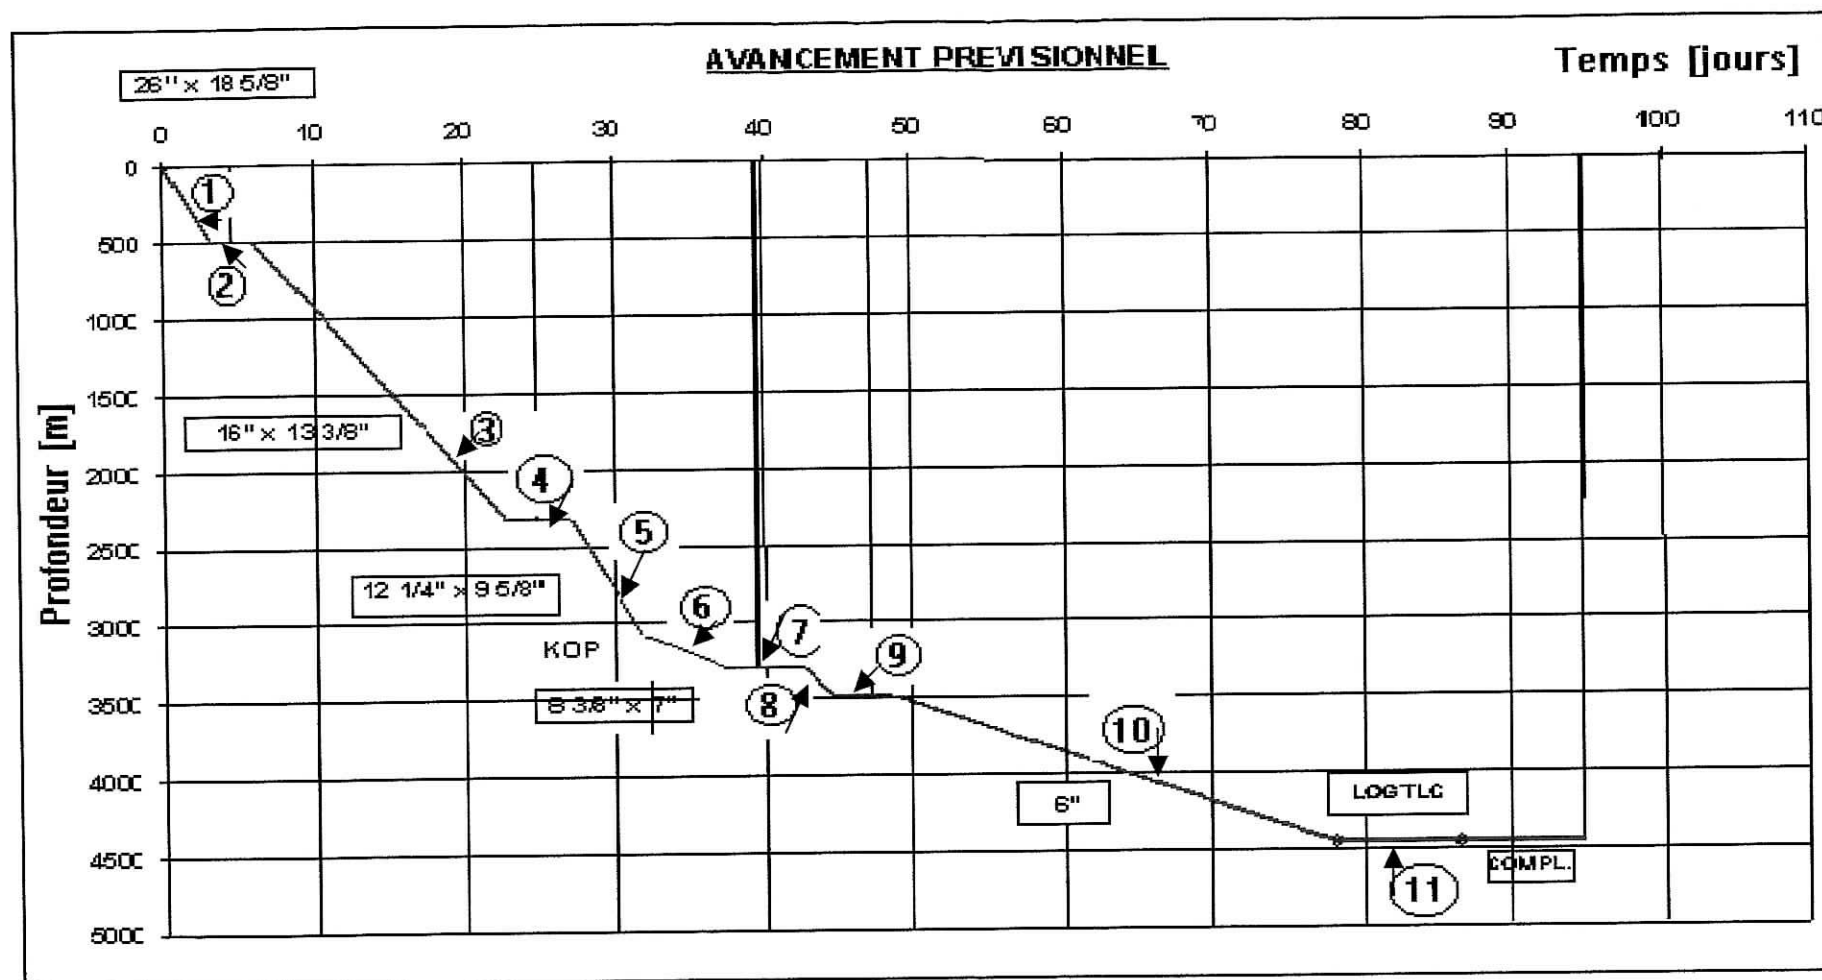 AVANCEMENT PREVISIONNEL
Temps [jours]
26" x 18 5/8"
0 10 20 30 40 50 60 70 80 90 100 110
0
1
500
2
1000
Profondeur [m]
1500
16" x 13 3/8"
3
2000
4
5
2500
12 1/4" x 9 5/8"
6
3000
KOP
7
9
8 3/8" x 7"
3500
8
10
4000
6"
LOGTLC
4500
COMPL.
11
5000